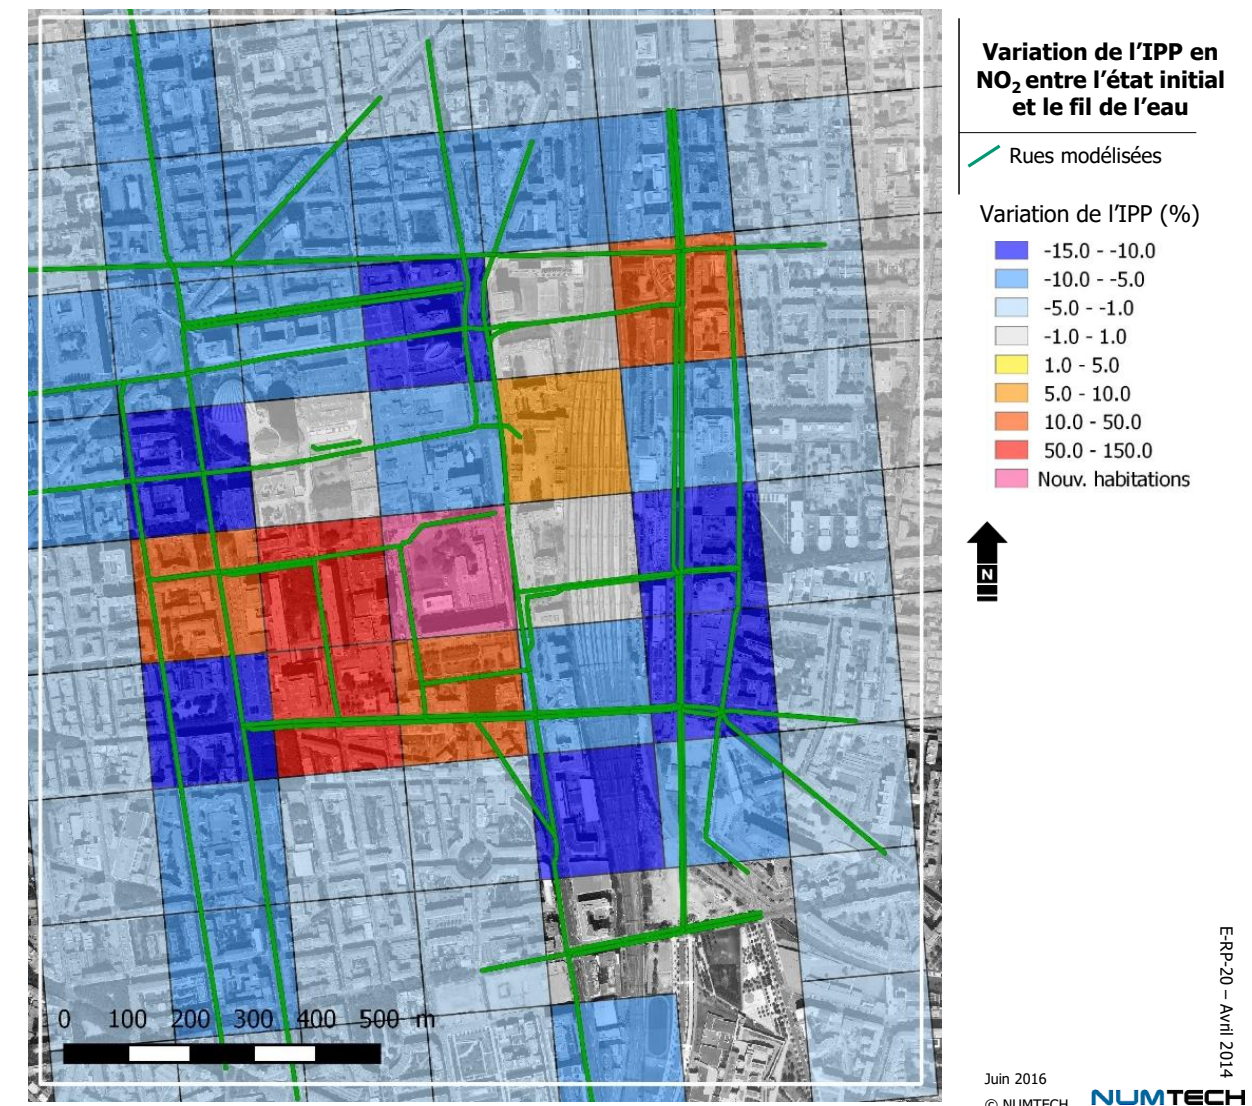 Variation de l’IPP en
NO2 entre l’état initial
et le fil de l’eau
Rues modélisées
Variation de l’IPP (%)
-15.0 - -10.0
-10.0 - -5.0
-5.0 - -1.0
-1.0 - 1.0
1.0 - 5.0
5.0 - 10.0
10.0 - 50.0
50.0 - 150.0
Nouv. habitations
N
0 100 200 300 400 500 m
E-RP-20 – Avril 2014
Juin 2016
© NUMTECH
NUMTECH